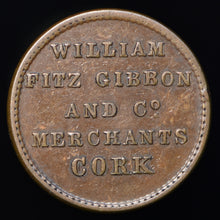 WILLIAM
FITZ GIBBON
AND Cº
MERCHANTS
CORK